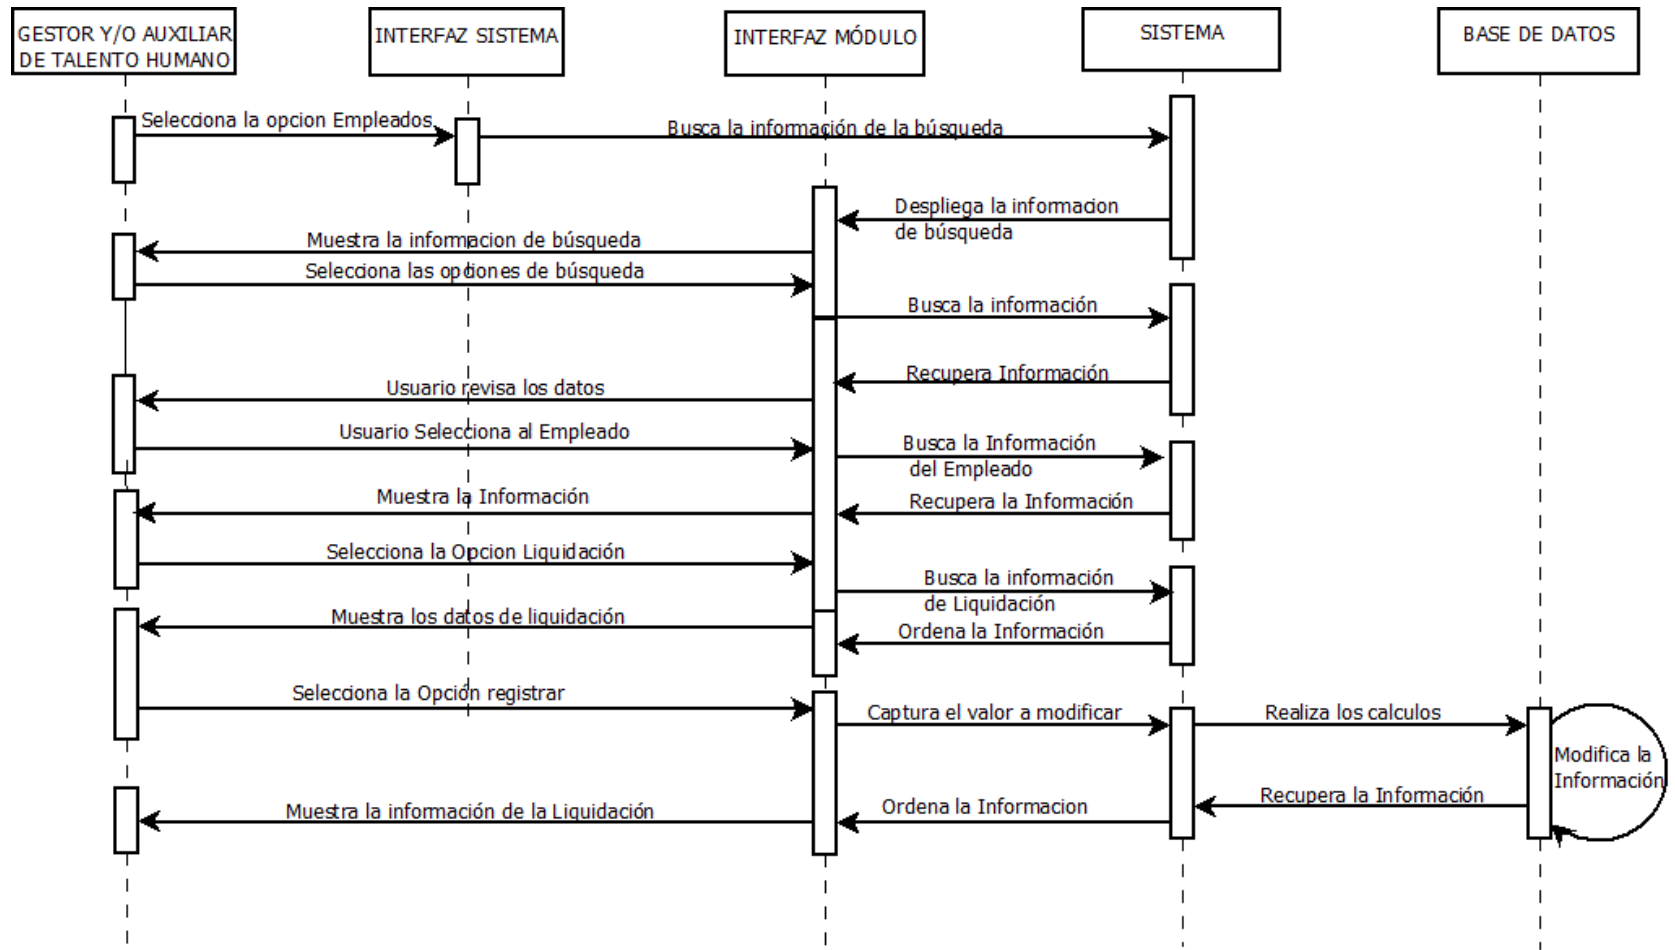 GESTOR Y/O AUXILIAR
DE TALENTO HUMANO
INTERFAZ SISTEMA
INTERFAZ MÓDULO
SISTEMA
BASE DE DATOS
Selecciona la opcion Empleados
Busca la información de la búsqueda
Despliega la informacion
de búsqueda
Muestra la informacion de búsqueda
Selecciona las opciones de búsqueda
Busca la información
Recupera Información
Usuario revisa los datos
Usuario Selecciona al Empleado
Busca la Información
del Empleado
Muestra la Información
Recupera la Información
Selecciona la Opcion Liquidación
Busca la información
de Liquidación
Muestra los datos de liquidación
Ordena la Información
Selecciona la Opción registrar
Captura el valor a modificar
Realiza los calculos
Modifica la
Información
Recupera la Información
Ordena la Informacion
Muestra la información de la Liquidación